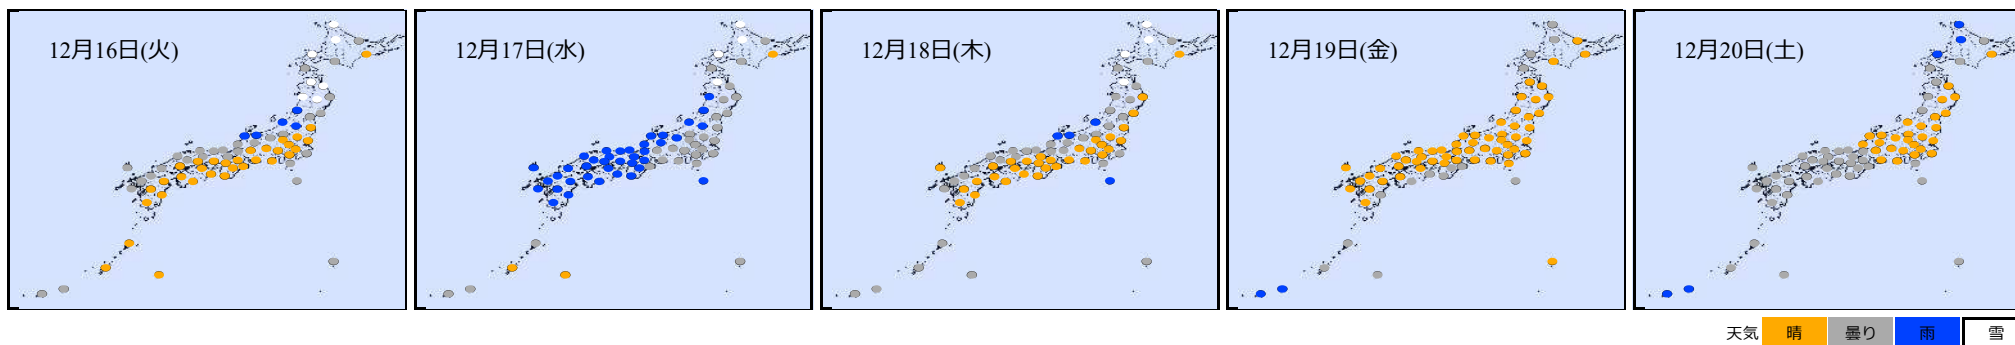 12月16日(火)
12月17日(水)
12月18日(木)
12月19日(金)
12月20日(土)
天気 晴 曇り 雨 雪